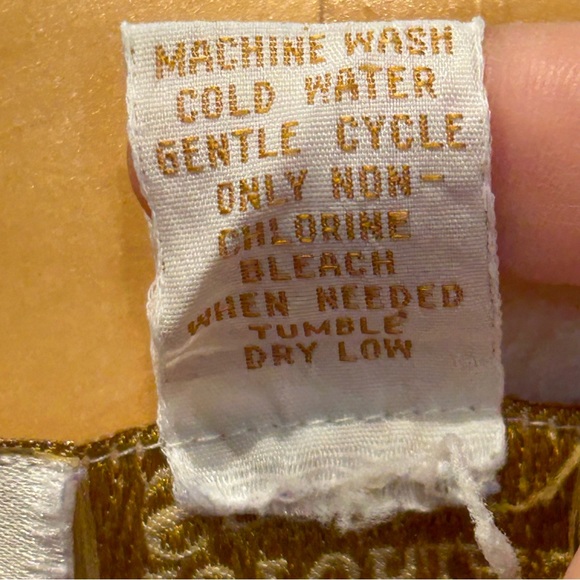 MACHINE WASH
COLD WATER
GENTLE CYCLE
ONLY NON-
CHLORINE
BLEACH
WHEN NEEDED
TUMBLE
DRY LOW